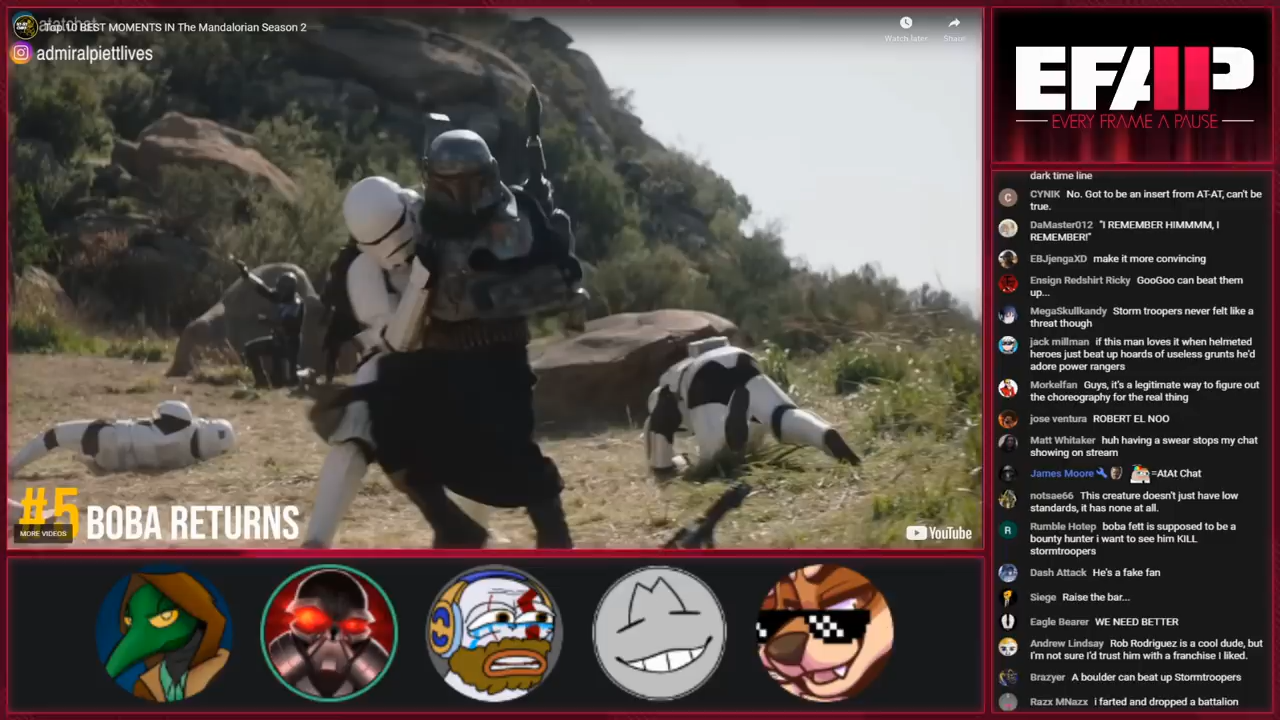 Top 10 BEST MOMENTS IN The Mandalorian Season 2
admiralpiettlives
Watch later
Share
#5
BOBA RETURNS
MORE VIDEOS
YouTube
EFAP
EVERY FRAME A PAUSE
dark time line
CYNIK No. Got to be an insert from AT-AT, can't be
true.
DaMaster012 "I REMEMBER HIMMMM, I
REMEMBER!"
EBJjengaXD make it more convincing
Ensign Redshirt Ricky GooGoo can beat them
up...
MegaSkullkandy Storm troopers never felt like a
threat though
jack millman if this man loves it when helmeted
heroes just beat up hoards of useless grunts he'd
adore power rangers
Morkelfan Guys, it's a legitimate way to figure out
the choreography for the real thing
jose ventura ROBERT EL NOO
Matt Whitaker huh having a swear stops my chat
showing on stream
James Moore =AtAt Chat
notsae66 This creature doesn't just have low
standards, it has none at all.
R
Rumble Hotep boba fett is supposed to be a
bounty hunter i want to see him KILL
stormtroopers
Dash Attack He's a fake fan
Siege Raise the bar...
Eagle Bearer WE NEED BETTER
Andrew Lindsay Rob Rodriguez is a cool dude, but
I'm not sure I'd trust him with a franchise I liked.
Brazyer A boulder can beat up Stormtroopers
Razx MNazx i farted and dropped a battalion